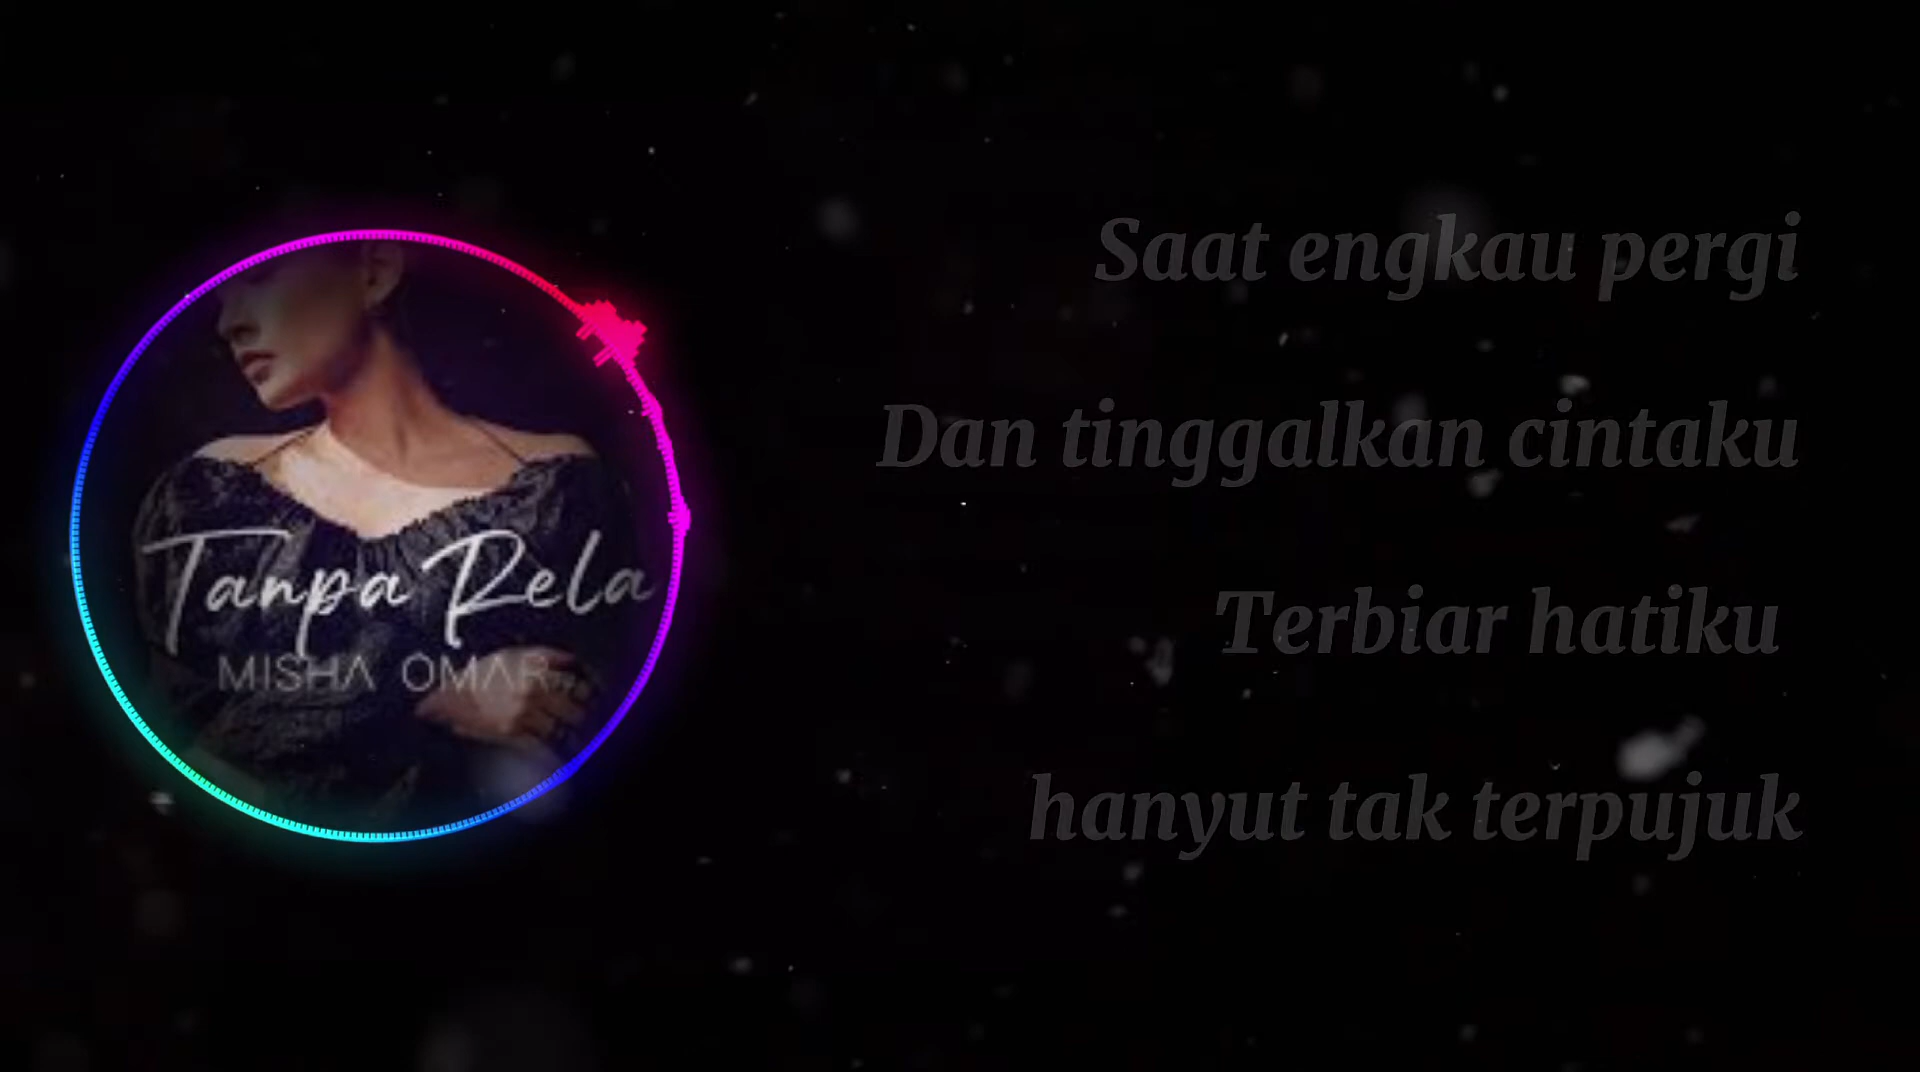 Tanpa Rela
MISHA OMAR
Saat engkau pergi
Dan tinggalkan cintaku
Terbiar hatiku
hanyut tak terpujuk